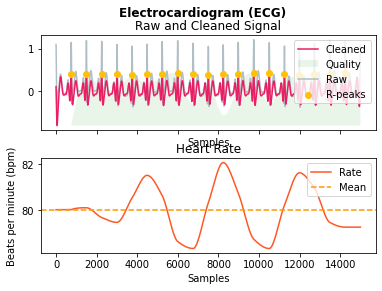 Electrocardiogram (ECG)
Raw and Cleaned Signal
1
0
Cleaned
Quality
Raw
R-peaks
Samples
Heart Rate
Beats per minute (bpm)
82
80
Rate
Mean
0
2000
4000
6000
8000
10000
12000
14000
Samples